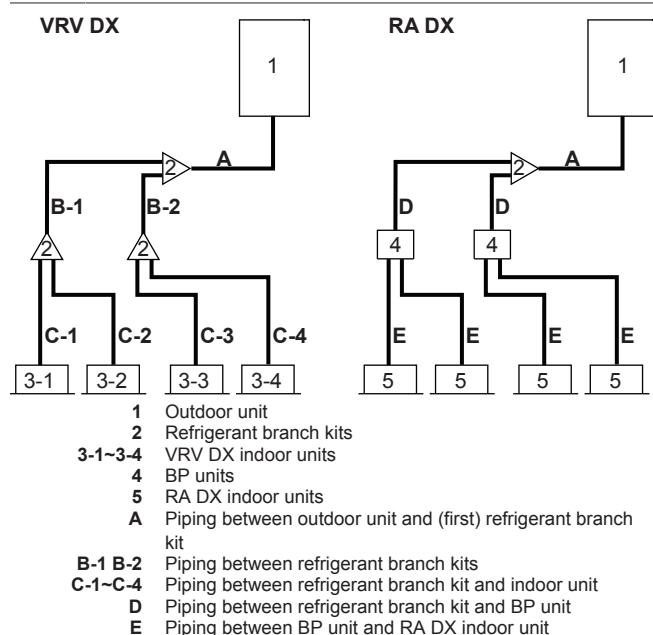 VRV DX RA DX
1 1
2 A 2 A
B-1 B-2 D D
2 2 4 4
C-1 C-2 C-3 C-4 E E E E
3-1 3-2 3-3 3-4 5 5 5 5
1 Outdoor unit
2 Refrigerant branch kits
3-1~3-4 VRV DX indoor units
4 BP units
5 RA DX indoor units
A Piping between outdoor unit and (first) refrigerant branch
kit
B-1 B-2 Piping between refrigerant branch kits
C-1~C-4 Piping between refrigerant branch kit and indoor unit
D Piping between refrigerant branch kit and BP unit
E Piping between BP unit and RA DX indoor unit